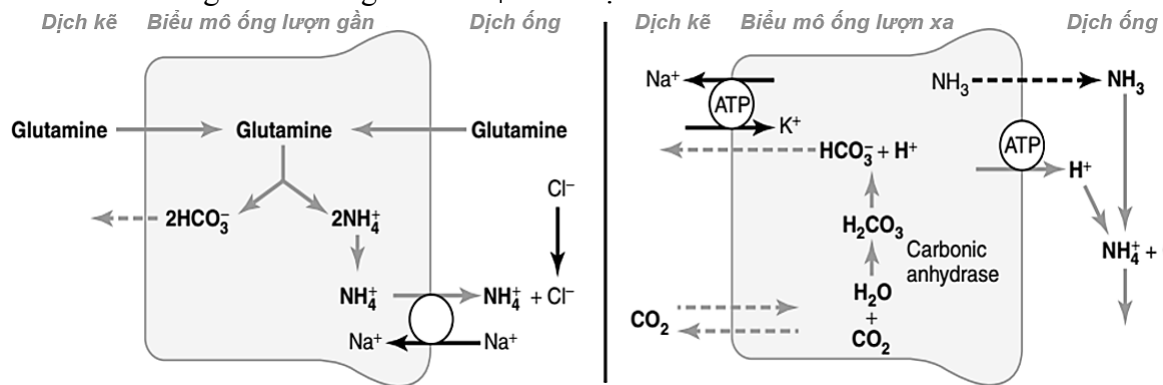 Dịch kẽ Biểu mô ống lượn gần Dịch ống
Glutamine Glutamine Glutamine
Cl⁻
2HCO₃⁻ 2NH₄⁺
NH₄⁺ NH₄⁺ + Cl⁻
Na⁺ Na⁺
Dịch kẽ Biểu mô ống lượn xa Dịch ống
Na⁺ NH₃ NH₃
ATP
K⁺
ATP
HCO₃⁻ + H⁺ H⁺
H₂CO₃
Carbonic
anhydrase
NH₄⁺ +
H₂O
+
CO₂
CO₂